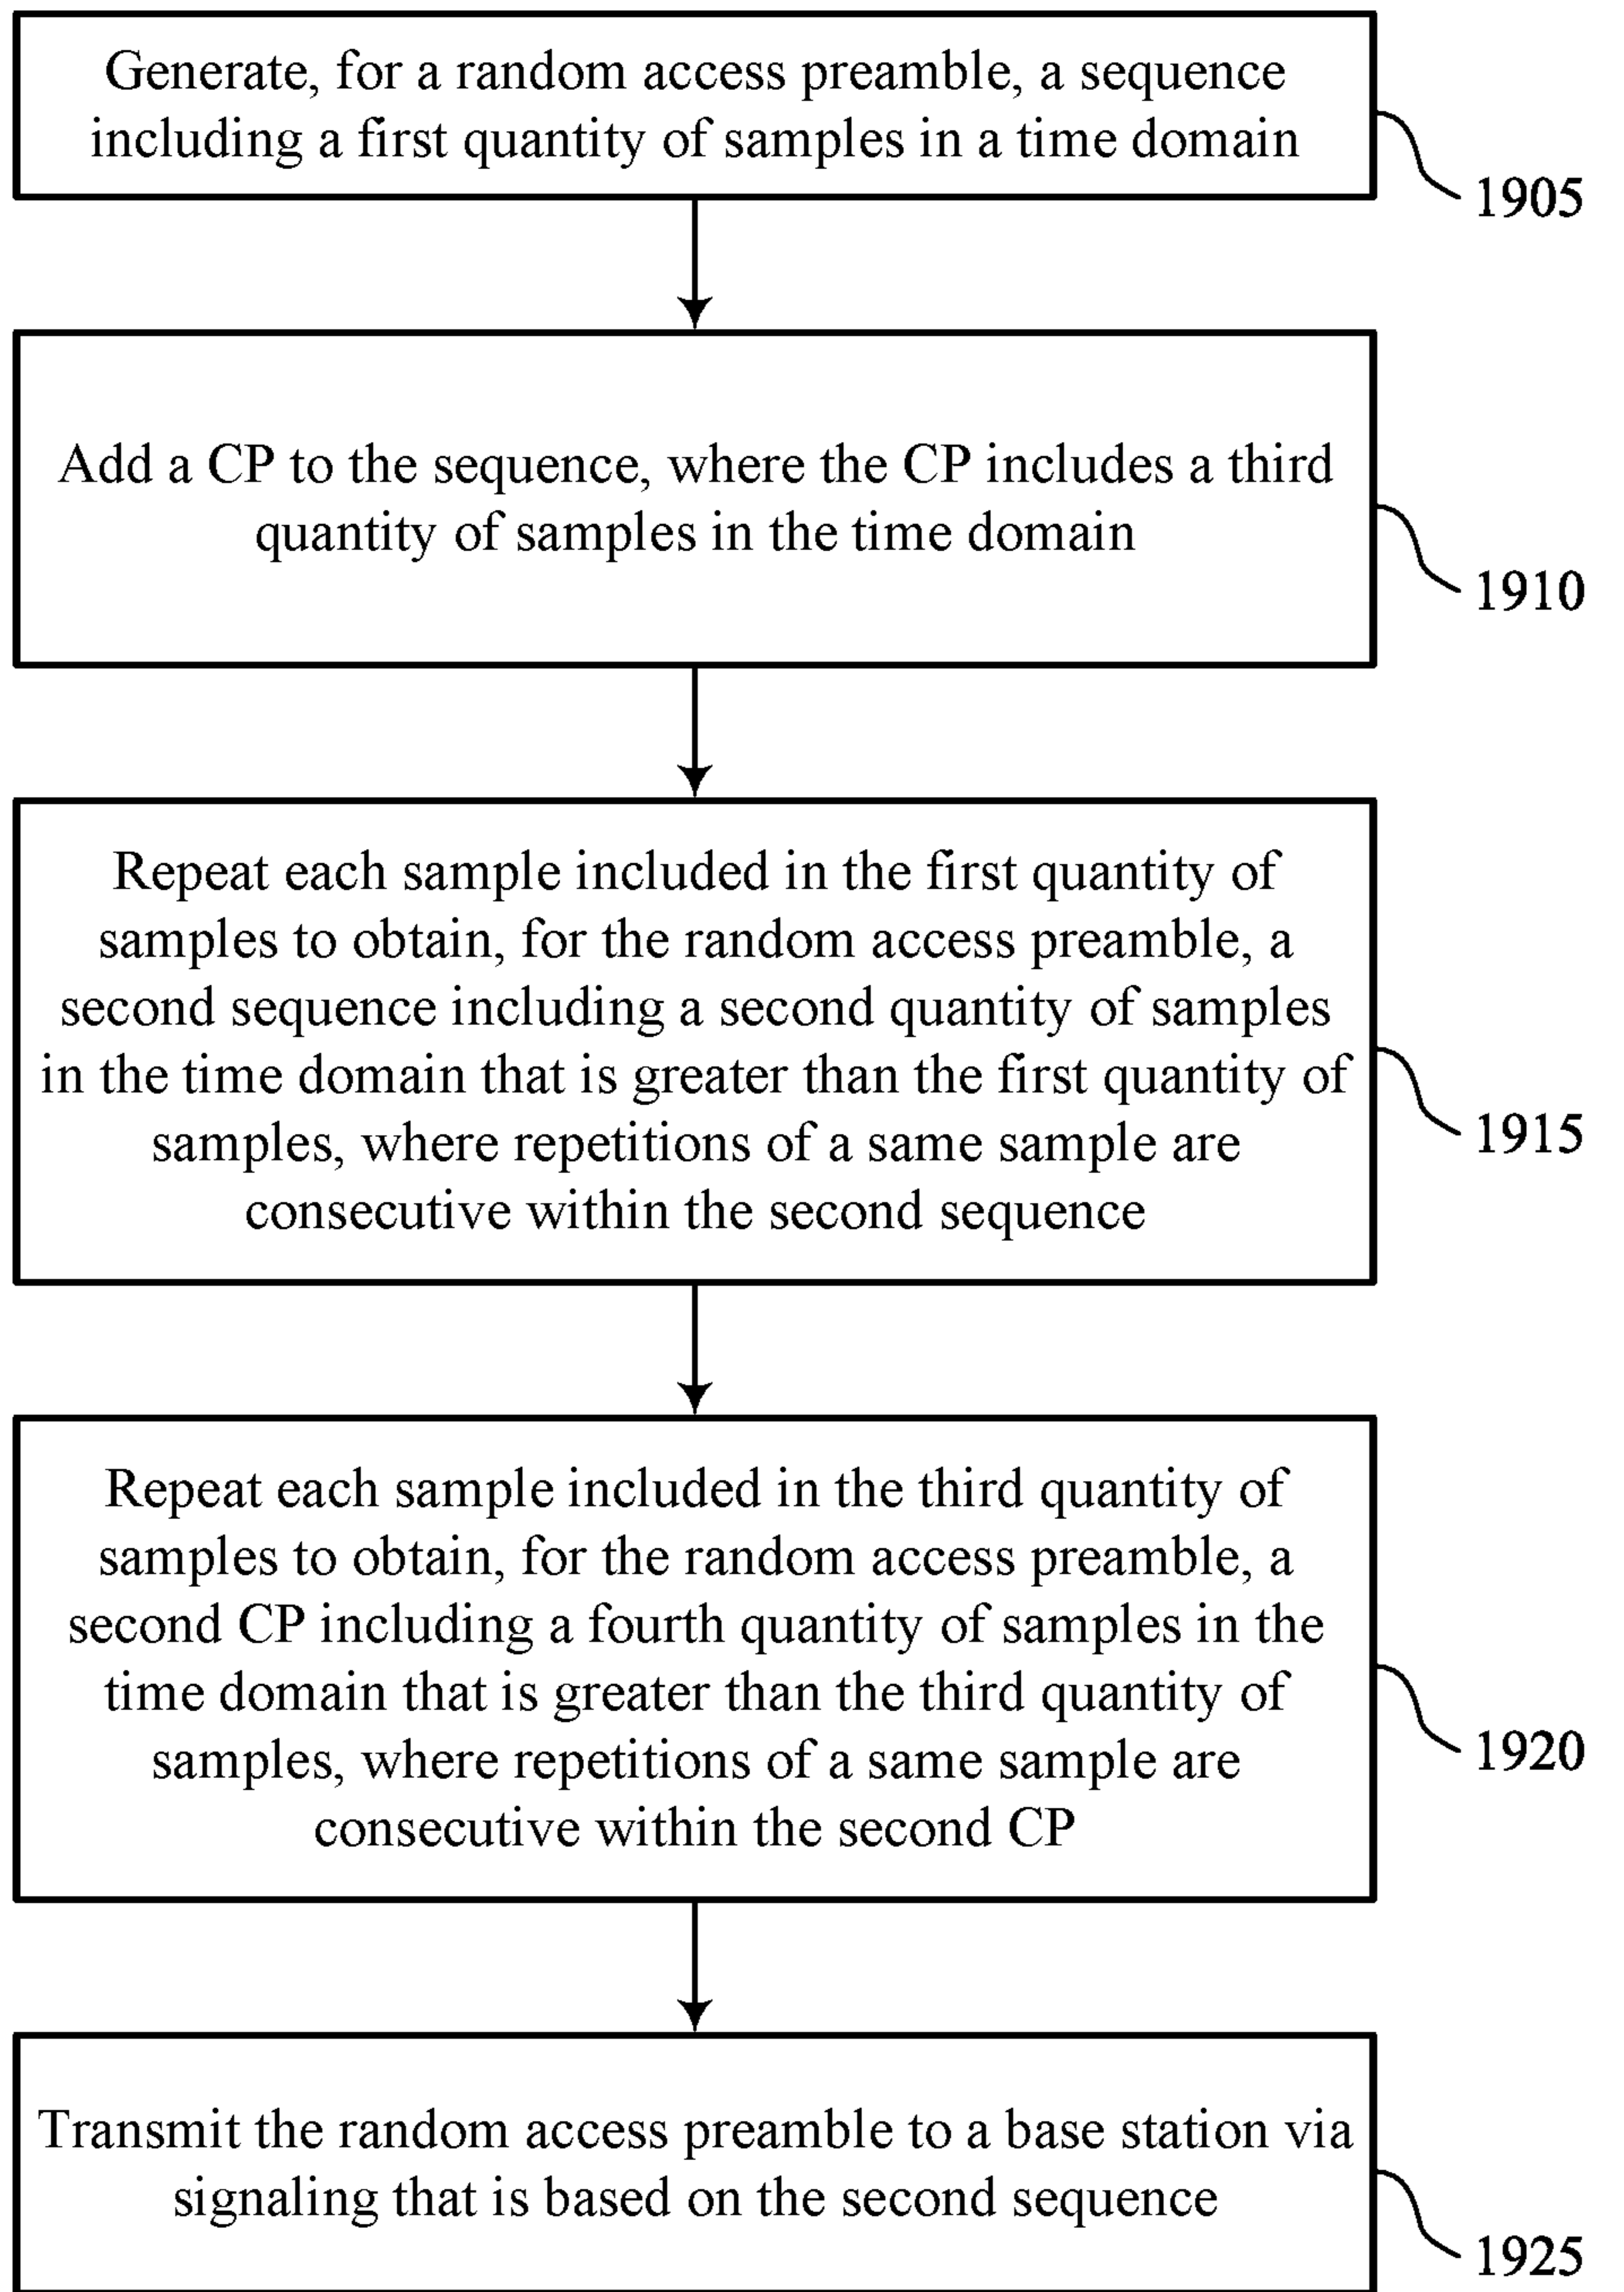 Generate, for a random access preamble, a sequence
including a first quantity of samples in a time domain
1905
Add a CP to the sequence, where the CP includes a third
quantity of samples in the time domain
1910
Repeat each sample included in the first quantity of
samples to obtain, for the random access preamble, a
second sequence including a second quantity of samples
in the time domain that is greater than the first quantity of
samples, where repetitions of a same sample are
consecutive within the second sequence
1915
Repeat each sample included in the third quantity of
samples to obtain, for the random access preamble, a
second CP including a fourth quantity of samples in the
time domain that is greater than the third quantity of
samples, where repetitions of a same sample are
consecutive within the second CP
1920
Transmit the random access preamble to a base station via
signaling that is based on the second sequence
1925